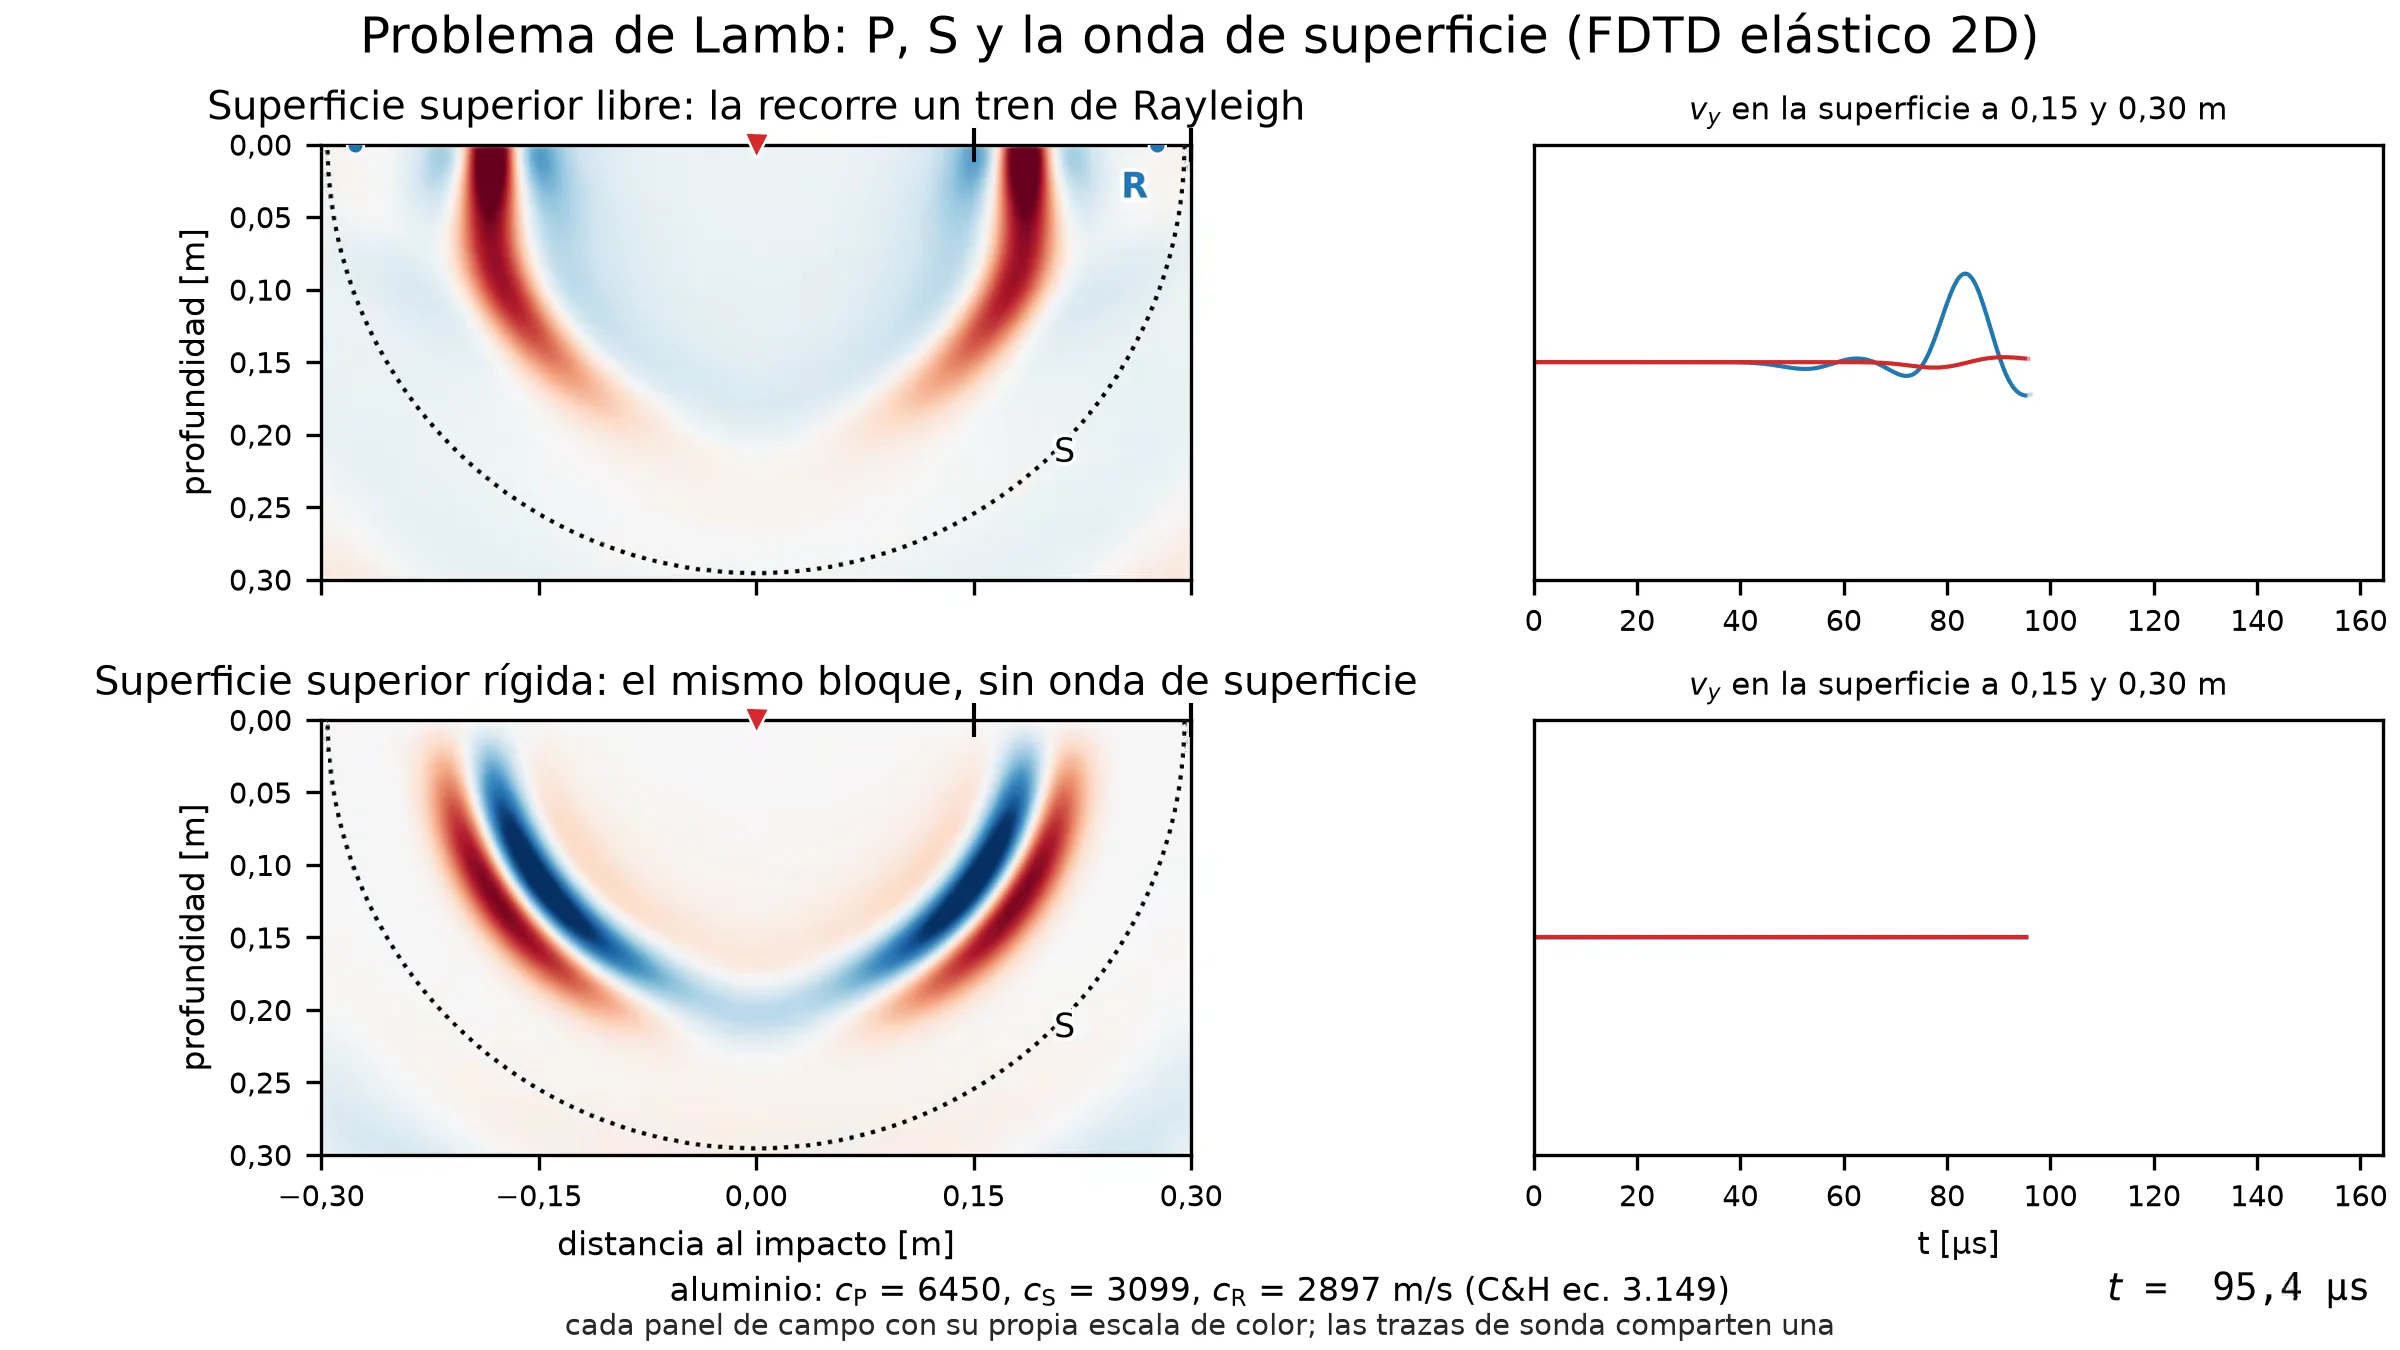 Problema de Lamb: P, S y la onda de superficie (FDTD elástico 2D)
Superficie superior libre: la recorre un tren de Rayleigh
profundidad [m]
0,00
0,05
0,10
0,15
0,20
0,25
0,30
R
S
v_y en la superficie a 0,15 y 0,30 m
0 20 40 60 80 100 120 140 160
Superficie superior rígida: el mismo bloque, sin onda de superficie
profundidad [m]
0,00
0,05
0,10
0,15
0,20
0,25
0,30
S
−0,30 −0,15 0,00 0,15 0,30
distancia al impacto [m]
v_y en la superficie a 0,15 y 0,30 m
0 20 40 60 80 100 120 140 160
t [µs]
aluminio: c_P = 6450, c_S = 3099, c_R = 2897 m/s (C&H ec. 3.149)
t = 95,4 µs
cada panel de campo con su propia escala de color; las trazas de sonda comparten una